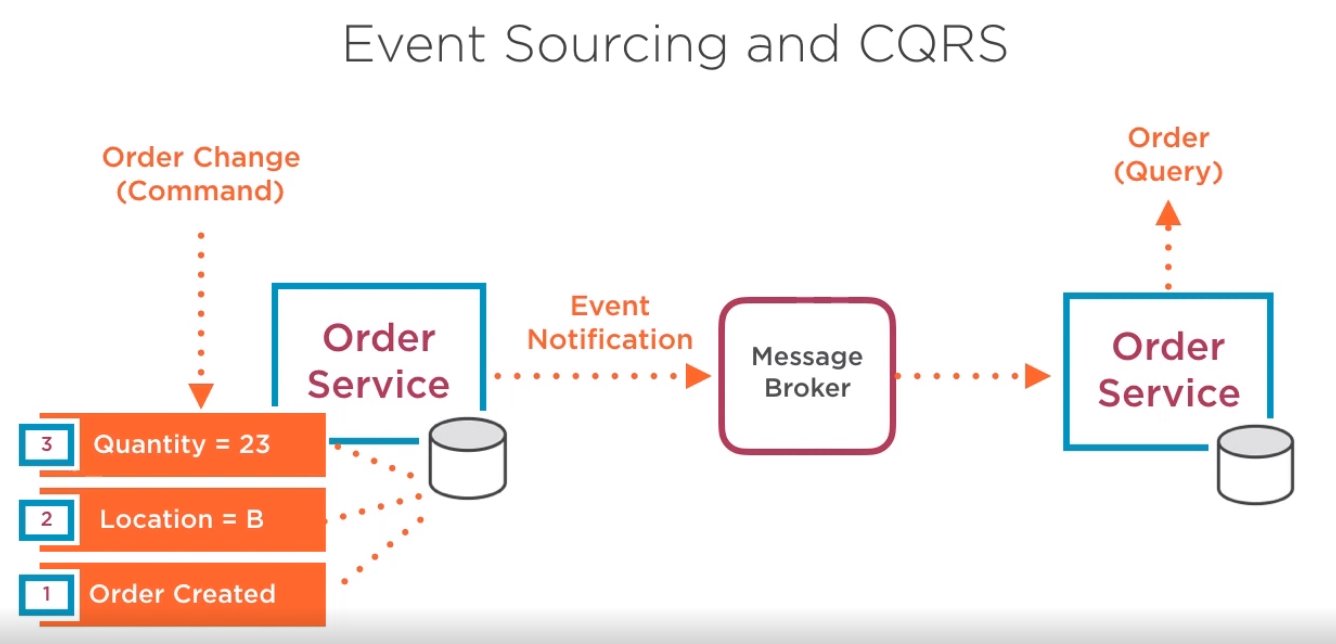 Event Sourcing and CQRS
Order Change
(Command)
Order
(Query)
Order
Service
Event
Notification
Message
Broker
Order
Service
3 Quantity = 23
2 Location = B
1 Order Created